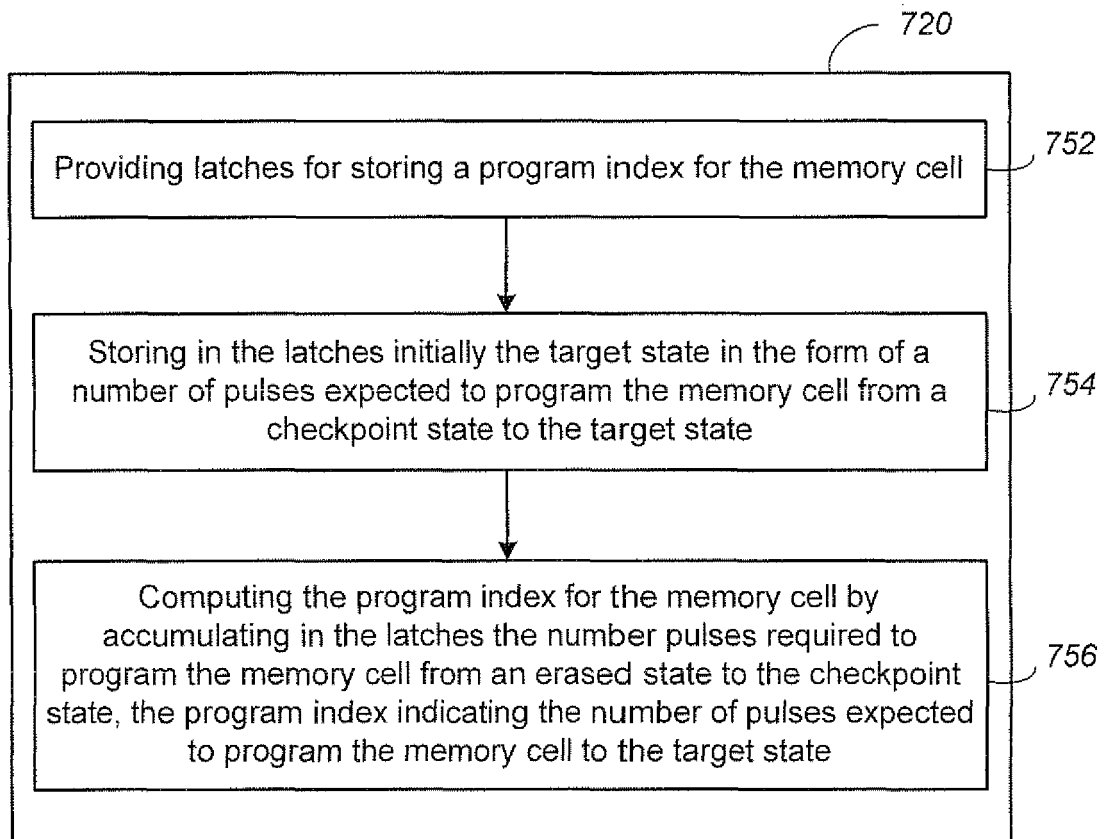 720
Providing latches for storing a program index for the memory cell
752
Storing in the latches initially the target state in the form of a
number of pulses expected to program the memory cell from a
checkpoint state to the target state
754
Computing the program index for the memory cell by
accumulating in the latches the number pulses required to
program the memory cell from an erased state to the checkpoint
state, the program index indicating the number of pulses expected
to program the memory cell to the target state
756